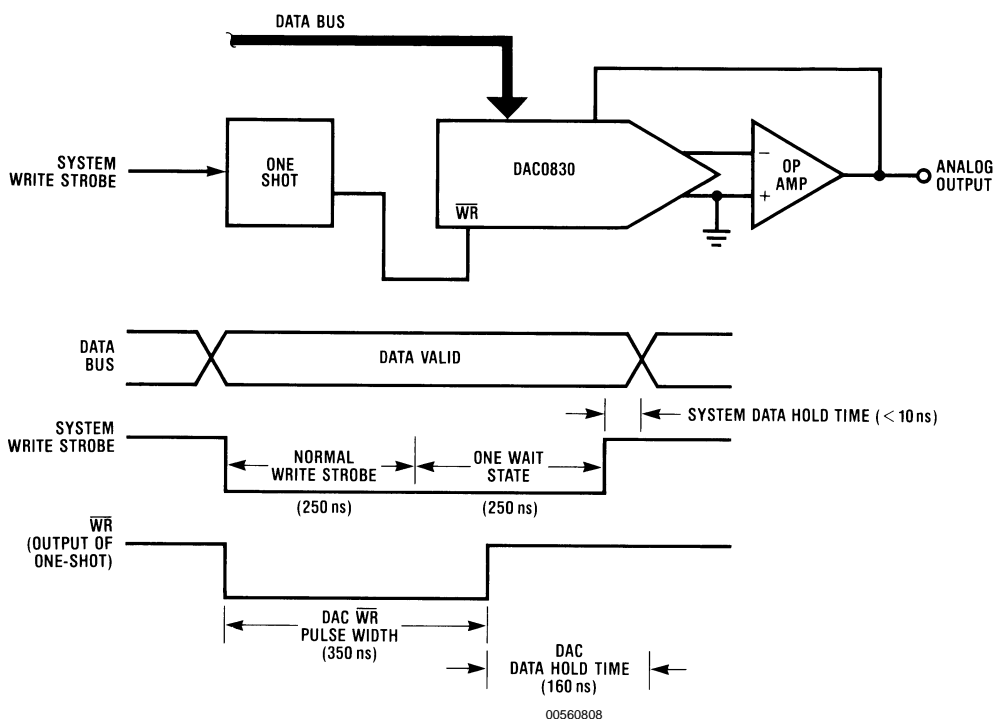 DATA BUS
SYSTEM
WRITE STROBE
ONE
SHOT
DAC0830
WR
−
+
OP
AMP
ANALOG
OUTPUT
DATA
BUS
DATA VALID
SYSTEM DATA HOLD TIME (<10 ns)
SYSTEM
WRITE STROBE
NORMAL
WRITE STROBE
(250 ns)
ONE WAIT
STATE
(250 ns)
WR
(OUTPUT OF
ONE-SHOT)
DAC WR
PULSE WIDTH
(350 ns)
DAC
DATA HOLD TIME
(160 ns)
00560808